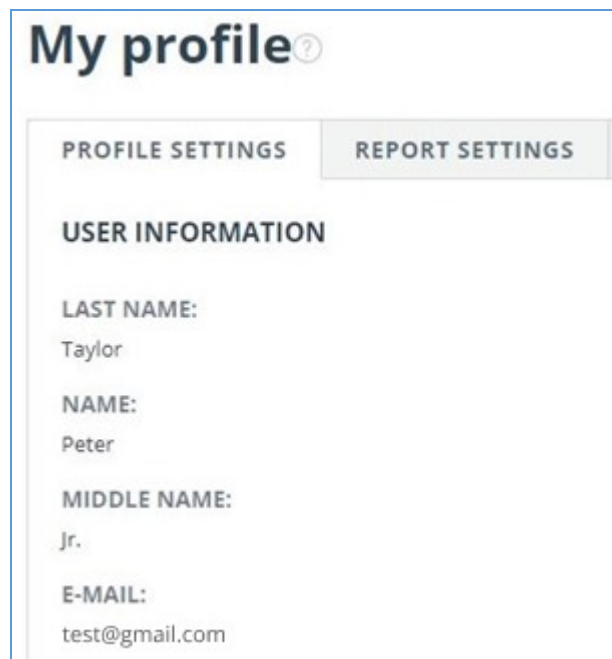 My profile ?
PROFILE SETTINGS REPORT SETTINGS
USER INFORMATION
LAST NAME:
Taylor
NAME:
Peter
MIDDLE NAME:
Jr.
E-MAIL:
test@gmail.com